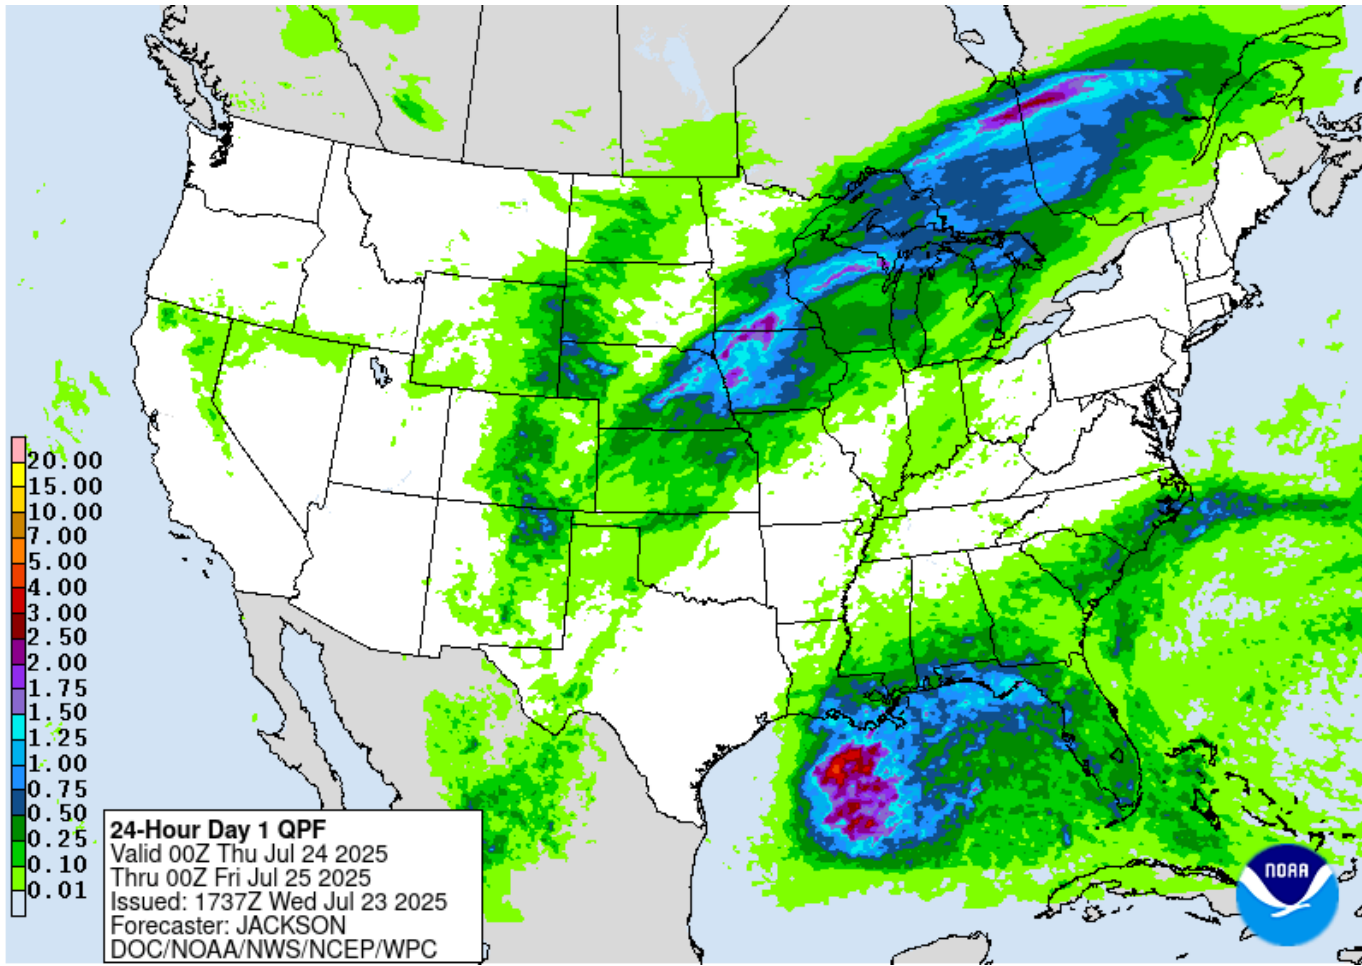 20.00
15.00
10.00
7.00
5.00
4.00
3.00
2.50
2.00
1.75
1.50
1.25
1.00
0.75
0.50
0.25
0.10
0.01
24-Hour Day 1 QPF
Valid 00Z Thu Jul 24 2025
Thru 00Z Fri Jul 25 2025
Issued: 1737Z Wed Jul 23 2025
Forecaster: JACKSON
DOC/NOAA/NWS/NCEP/WPC
NOAA